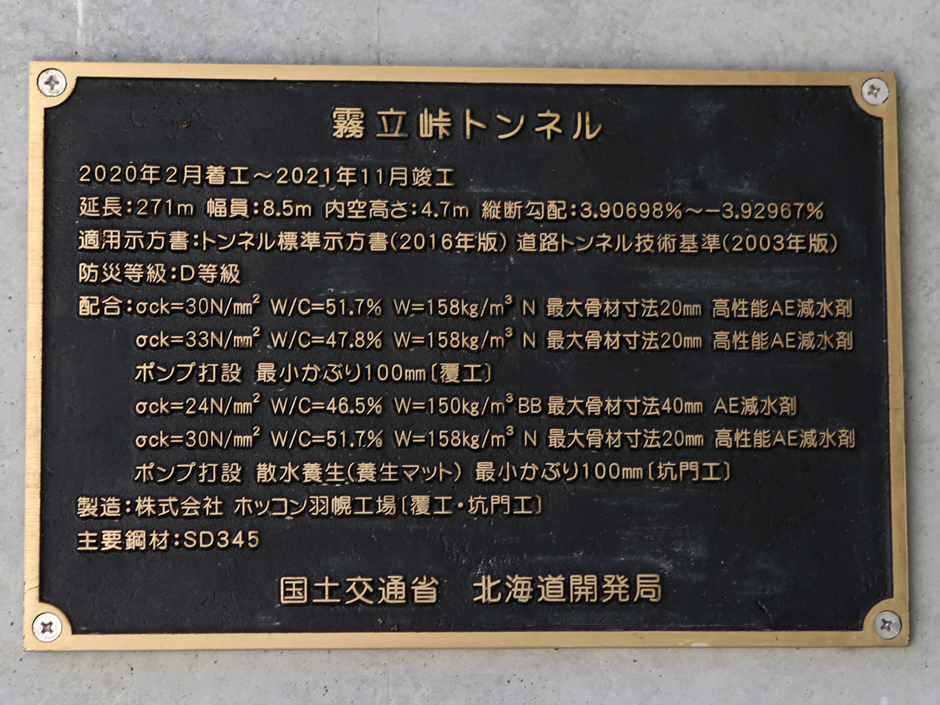 霧立峠トンネル
2020年2月着工～2021年11月竣工
延長：271m 幅員：8.5m 内空高さ：4.7m 縦断勾配：3.90698%～−3.92967%
適用示方書：トンネル標準示方書(2016年版) 道路トンネル技術基準(2003年版)
防災等級：D等級
配合：σck=30N/mm² W/C=51.7% W=158kg/m³ N 最大骨材寸法20mm 高性能AE減水剤
σck=33N/mm² W/C=47.8% W=158kg/m³ N 最大骨材寸法20mm 高性能AE減水剤
ポンプ打設 最小かぶり100mm〔覆工〕
σck=24N/mm² W/C=46.5% W=150kg/m³ BB 最大骨材寸法40mm AE減水剤
σck=30N/mm² W/C=51.7% W=158kg/m³ N 最大骨材寸法20mm 高性能AE減水剤
ポンプ打設 散水養生(養生マット) 最小かぶり100mm〔坑門工〕
製造：株式会社 ホッコン羽幌工場〔覆工・坑門工〕
主要鋼材：SD345
国土交通省 北海道開発局